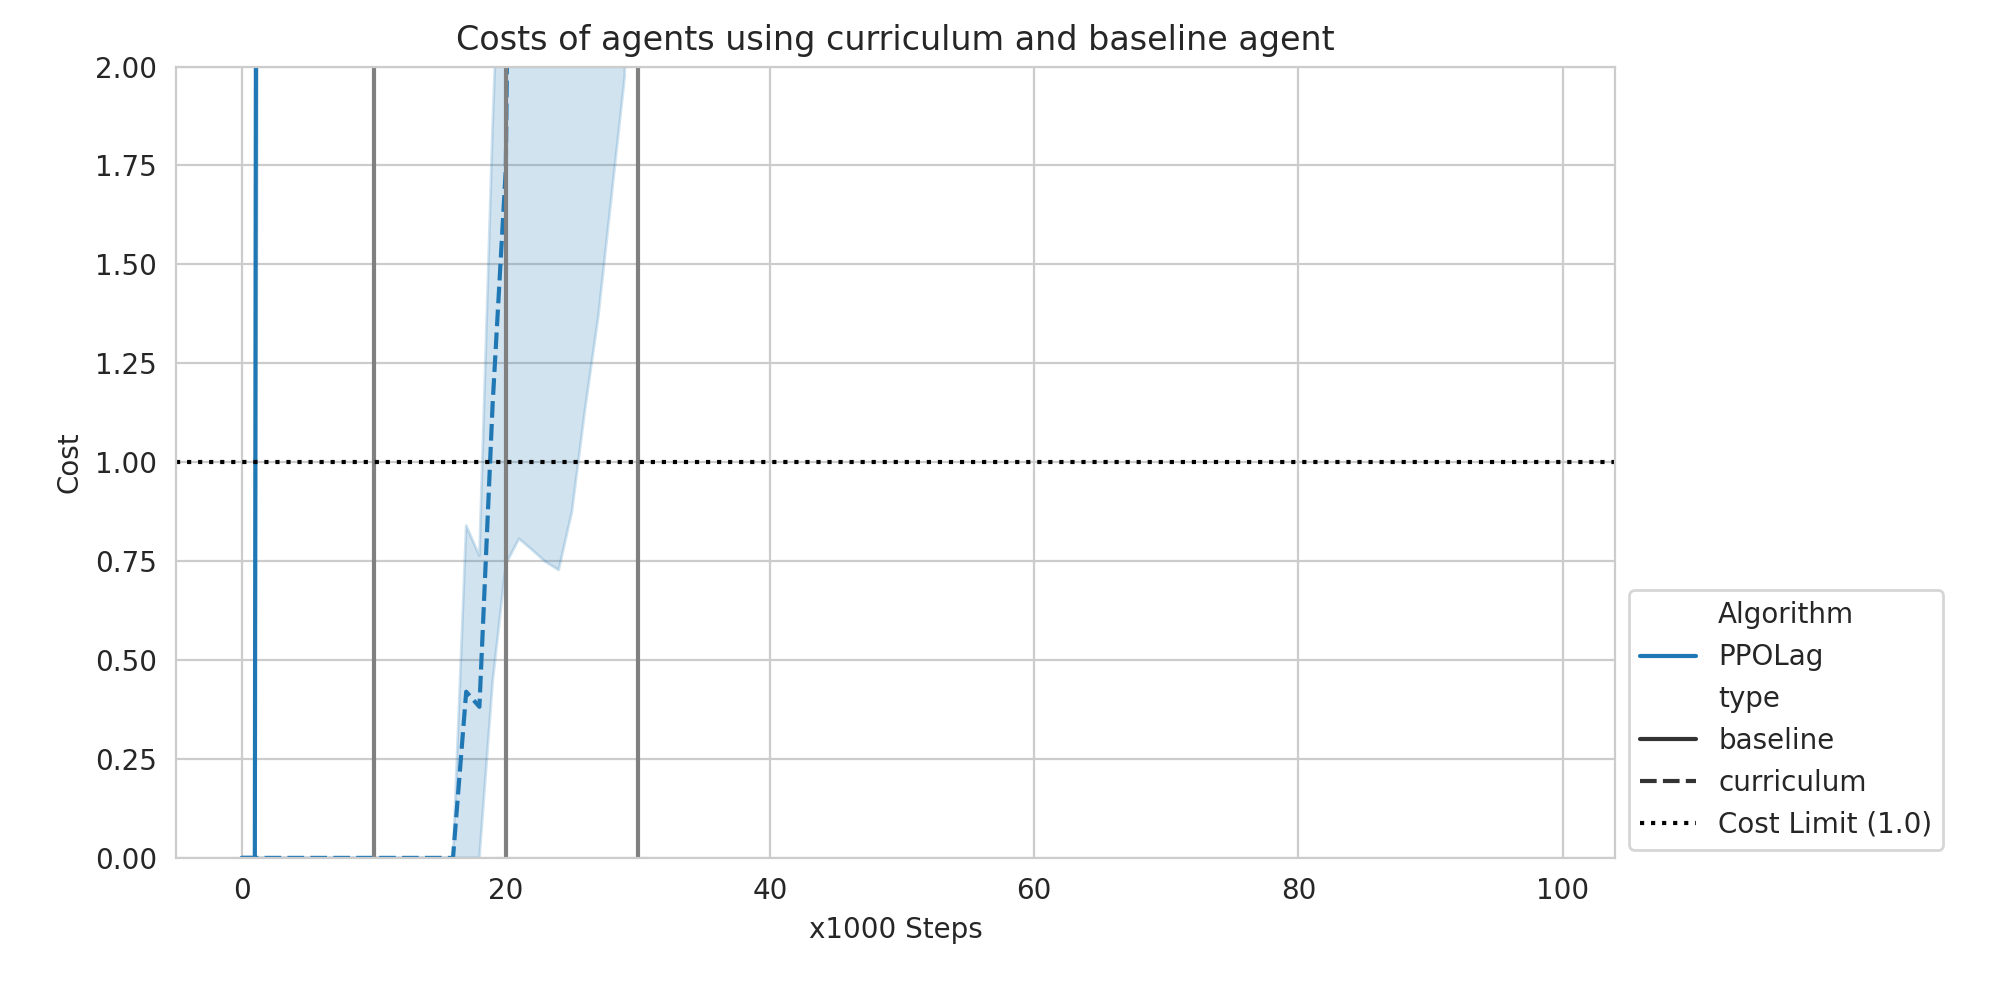 Costs of agents using curriculum and baseline agent
2.00
1.75
1.50
1.25
1.00
0.75
0.50
0.25
0.00
Cost
0 20 40 60 80 100
x1000 Steps
Algorithm
PPOLag
type
baseline
curriculum
Cost Limit (1.0)